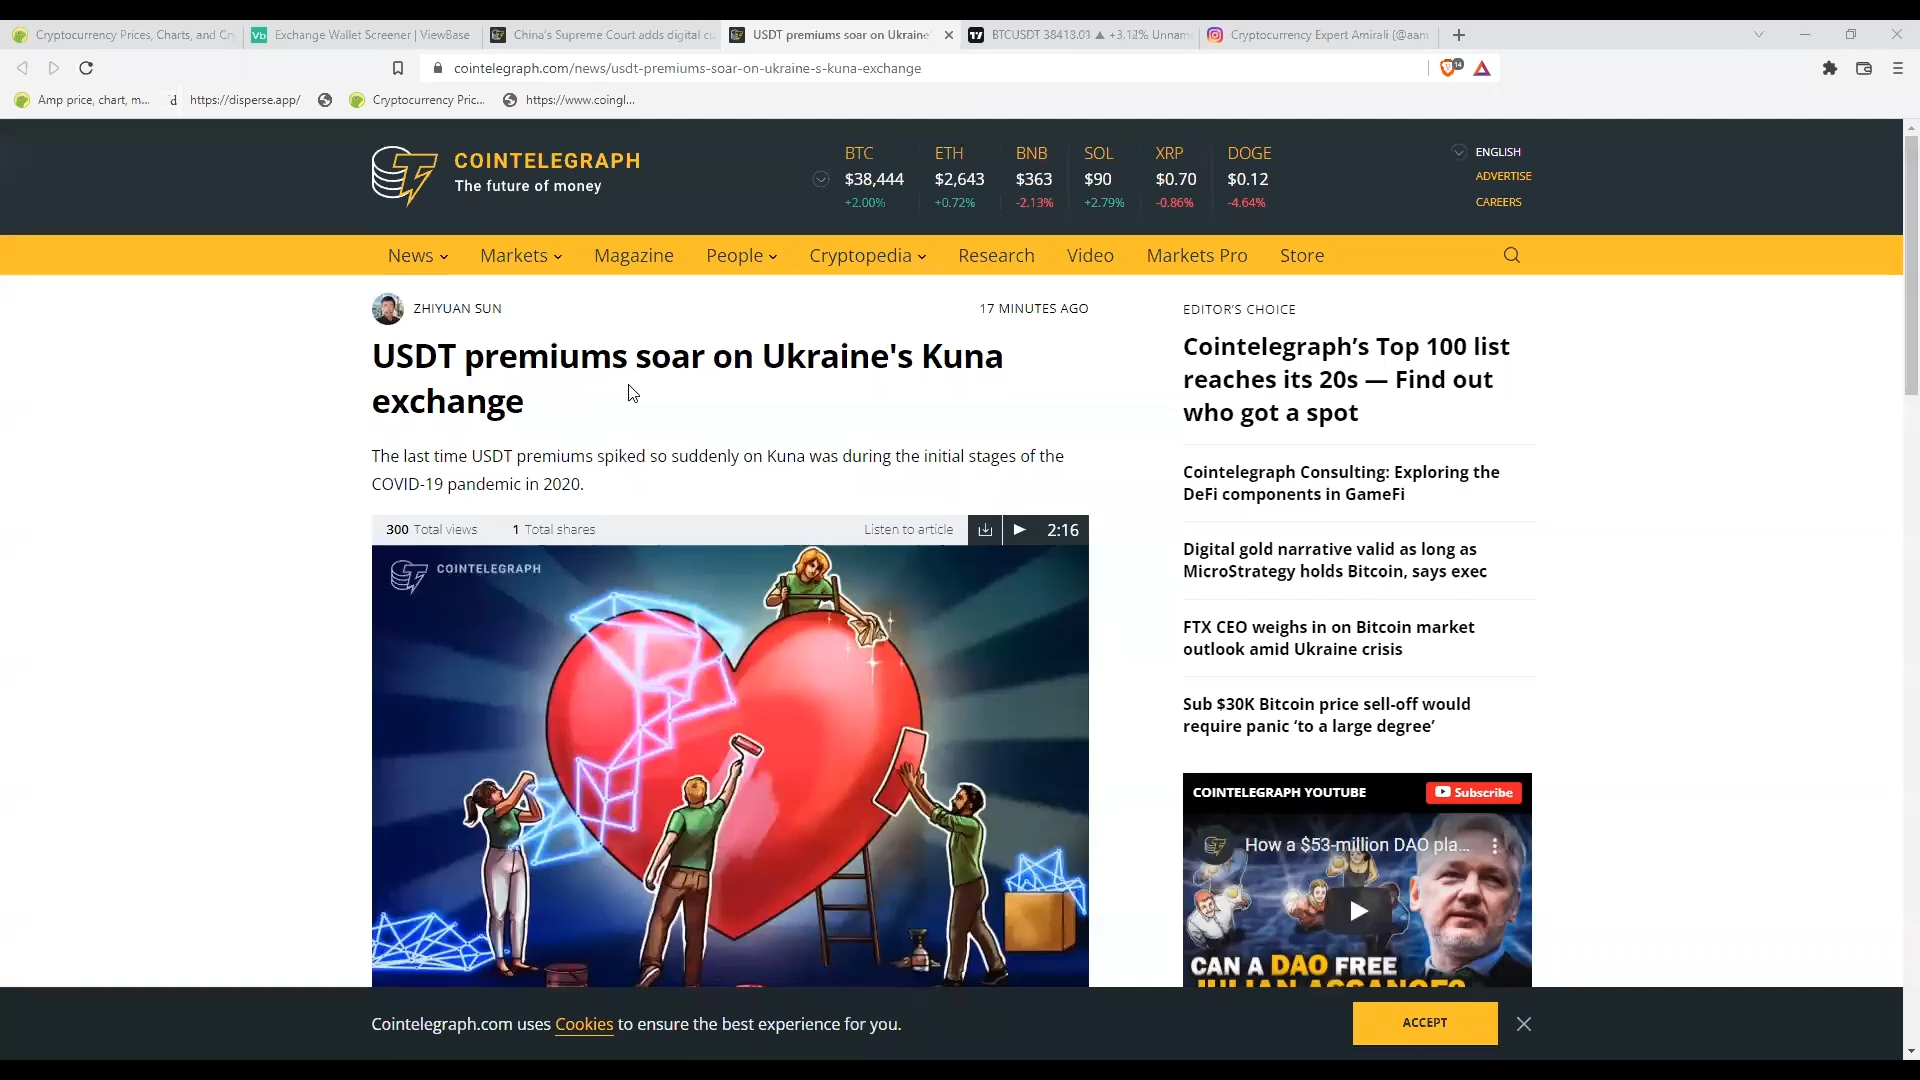 Cryptocurrency Prices, Charts, and Cr
Vb Exchange Wallet Screener | ViewBase
China's Supreme Court adds digital cu
USDT premiums soar on Ukraine'
BTCUSDT 38413.01 ▲ +3.12% Unnam
Cryptocurrency Expert Amirali (@aam
cointelegraph.com/news/usdt-premiums-soar-on-ukraine-s-kuna-exchange
14
Amp price, chart, m...
d https://disperse.app/
Cryptocurrency Pric...
https://www.coingl...
COINTELEGRAPH
The future of money
BTC ETH BNB SOL XRP DOGE
$38,444 $2,643 $363 $90 $0.70 $0.12
+2.00% +0.72% -2.13% +2.79% -0.86% -4.64%
ENGLISH
ADVERTISE
CAREERS
News Markets Magazine People Cryptopedia Research Video Markets Pro Store
ZHIYUAN SUN
17 MINUTES AGO
USDT premiums soar on Ukraine's Kuna
exchange
The last time USDT premiums spiked so suddenly on Kuna was during the initial stages of the
COVID-19 pandemic in 2020.
300 Total views 1 Total shares Listen to article 2:16
COINTELEGRAPH
EDITOR'S CHOICE
Cointelegraph's Top 100 list
reaches its 20s — Find out
who got a spot
Cointelegraph Consulting: Exploring the
DeFi components in GameFi
Digital gold narrative valid as long as
MicroStrategy holds Bitcoin, says exec
FTX CEO weighs in on Bitcoin market
outlook amid Ukraine crisis
Sub $30K Bitcoin price sell-off would
require panic ‘to a large degree’
COINTELEGRAPH YOUTUBE
Subscribe
How a $53-million DAO pla...
CAN A DAO FREE
JULIAN ASSANGE?
Cointelegraph.com uses Cookies to ensure the best experience for you.
ACCEPT